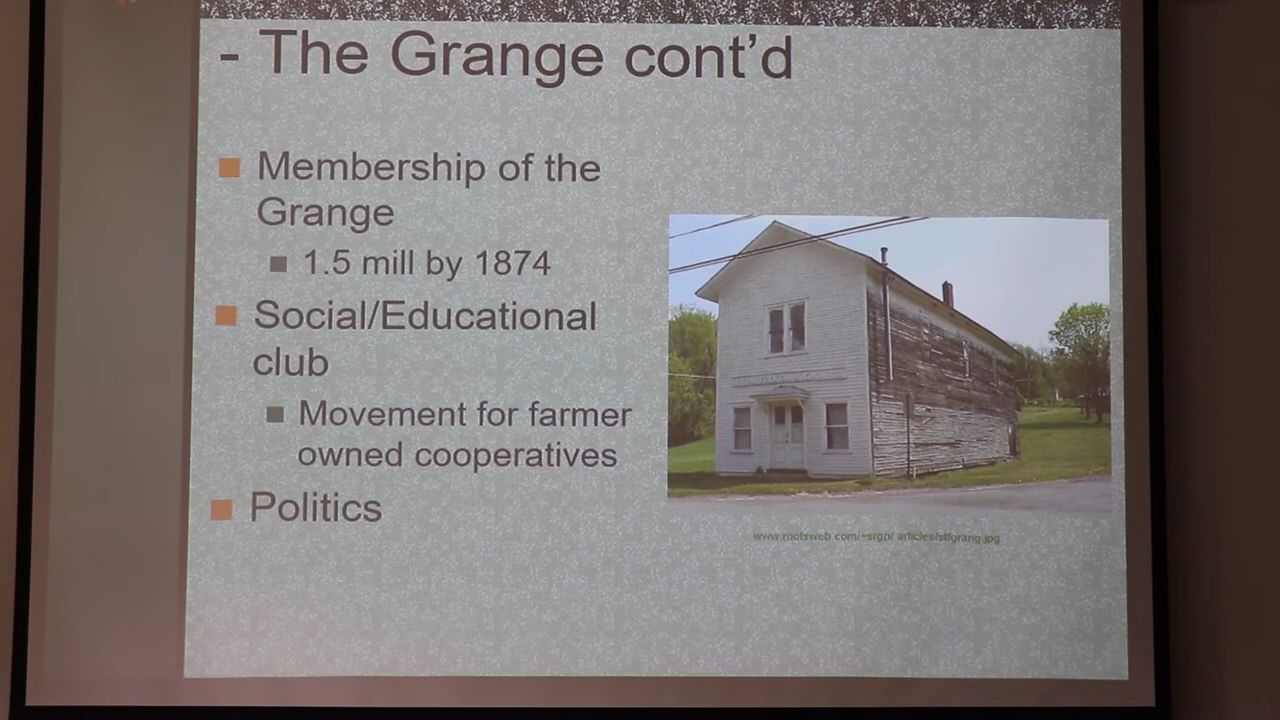 - The Grange cont'd
Membership of the
Grange
1.5 mill by 1874
Social/Educational
club
Movement for farmer
owned cooperatives
Politics
www.rootsweb.com/~srgp/ articles/stfgrang.jpg